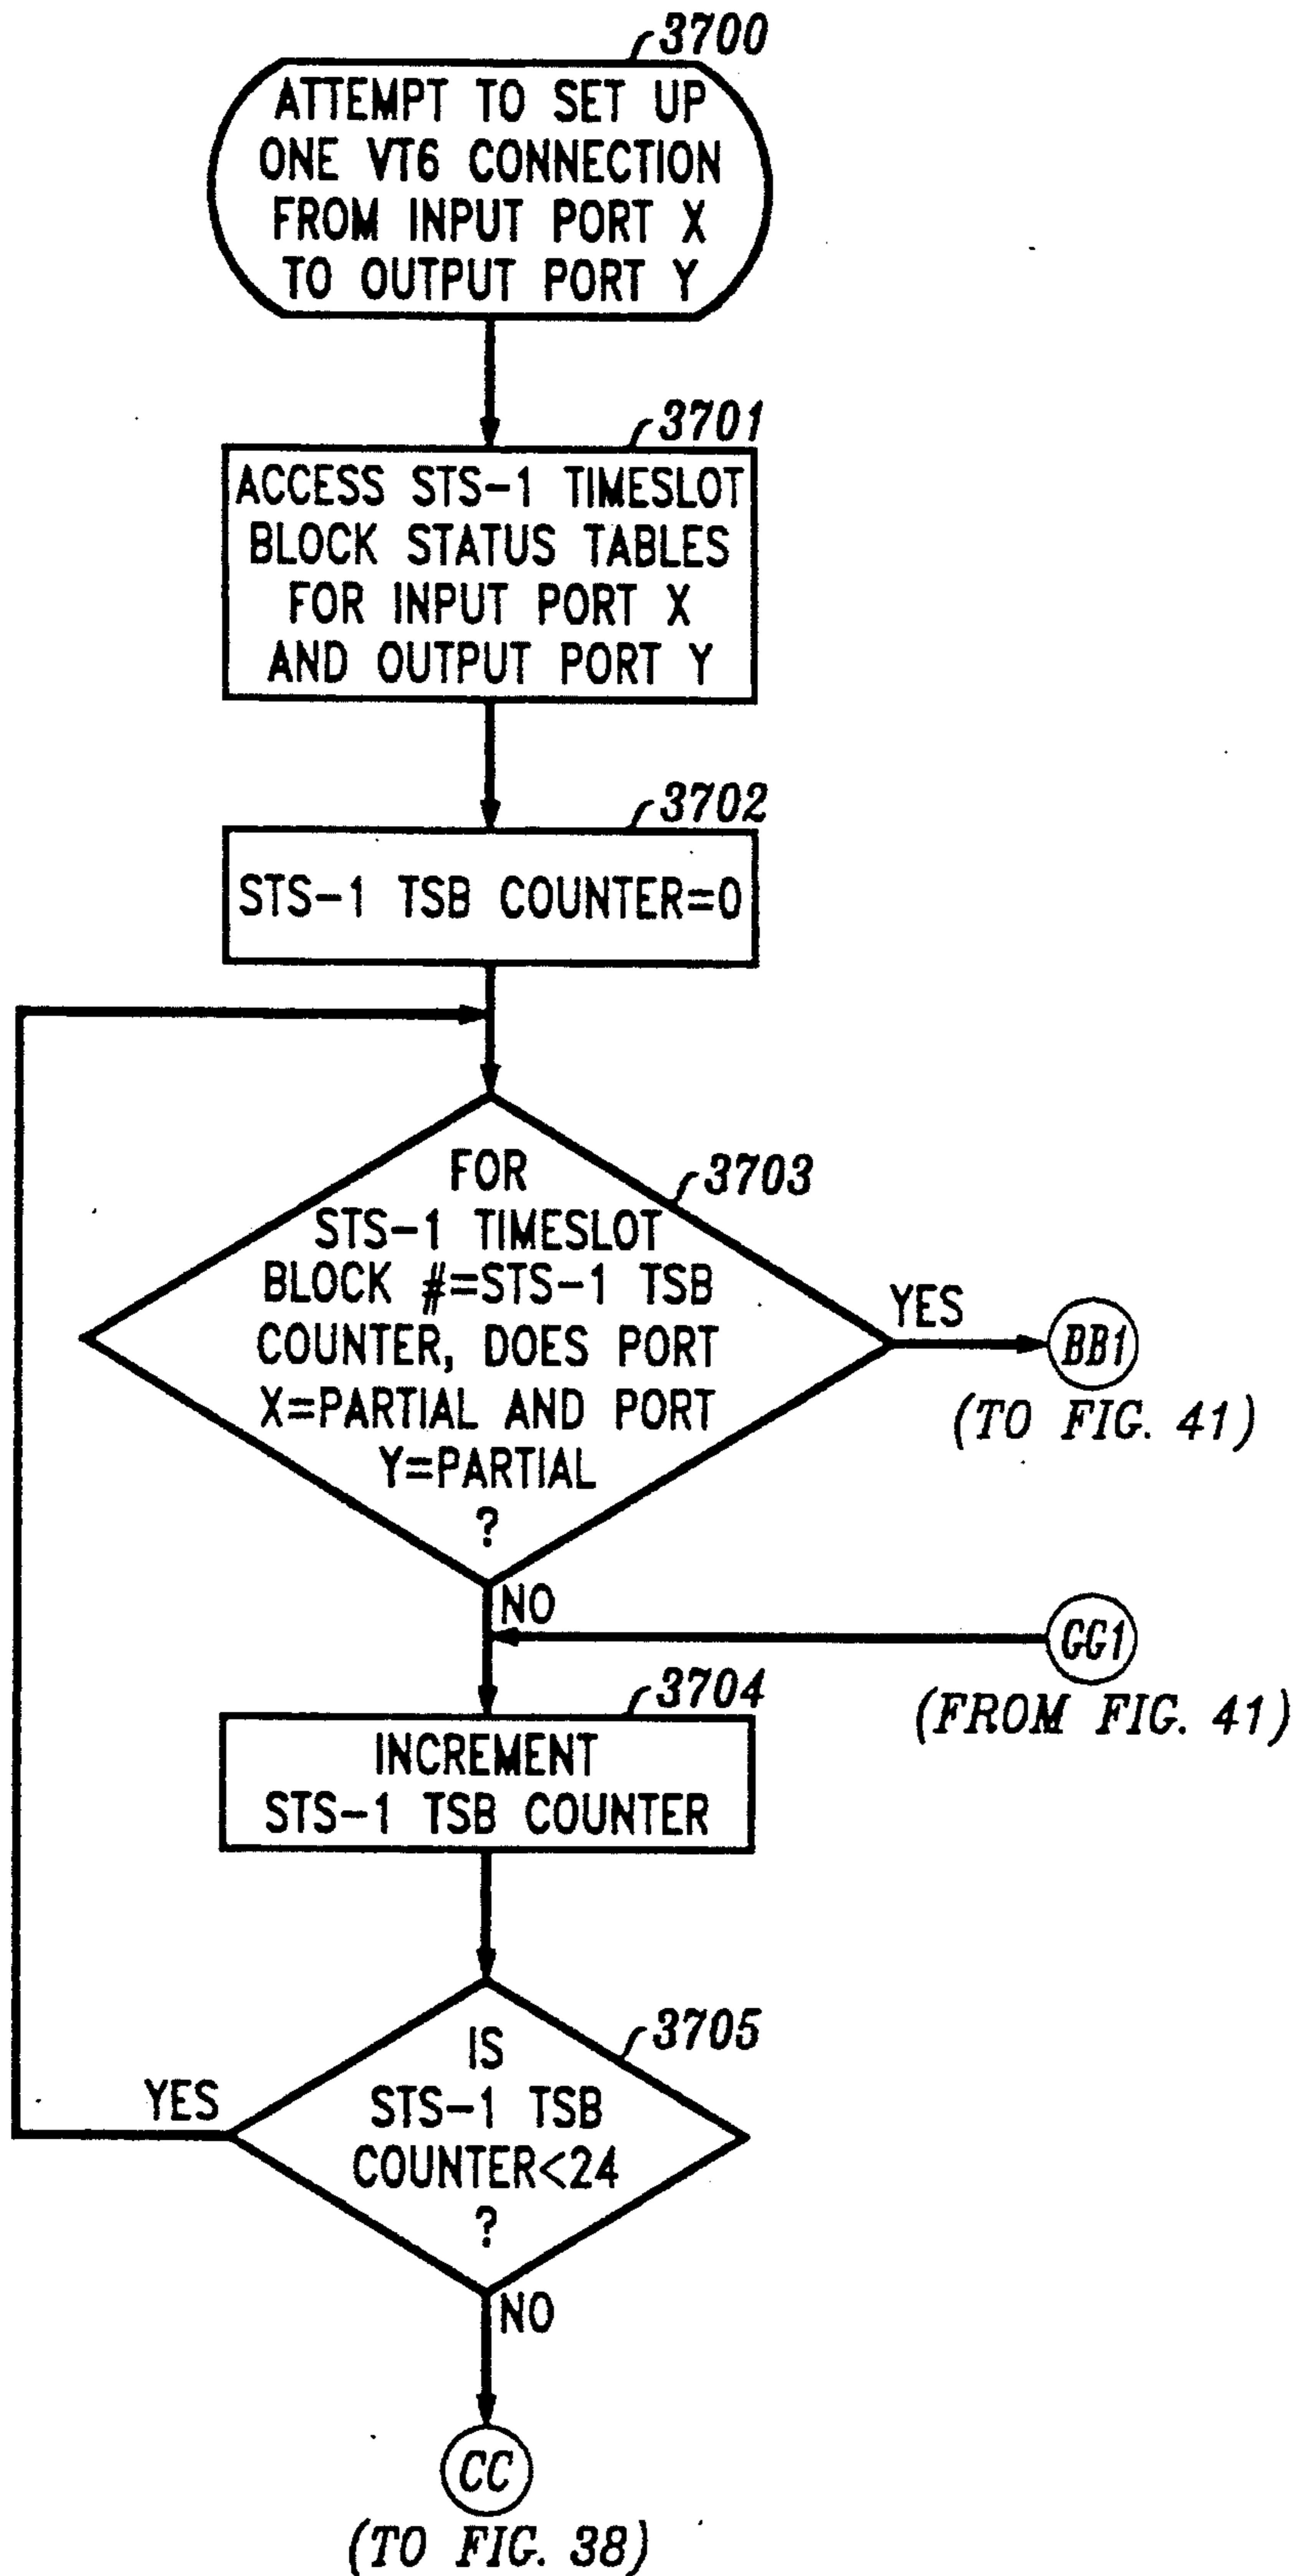 3700
ATTEMPT TO SET UP
ONE VT6 CONNECTION
FROM INPUT PORT X
TO OUTPUT PORT Y
3701
ACCESS STS-1 TIMESLOT
BLOCK STATUS TABLES
FOR INPUT PORT X
AND OUTPUT PORT Y
3702
STS-1 TSB COUNTER=0
3703
FOR
STS-1 TIMESLOT
BLOCK #=STS-1 TSB
COUNTER, DOES PORT
X=PARTIAL AND PORT
Y=PARTIAL
?
YES
BB1
(TO FIG. 41)
NO
GG1
(FROM FIG. 41)
3704
INCREMENT
STS-1 TSB COUNTER
3705
IS
STS-1 TSB
COUNTER<24
?
YES
NO
CC
(TO FIG. 38)